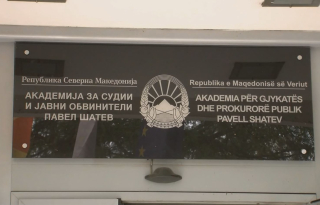 Република Северна Македонија
АКАДЕМИЈА ЗА СУДИИ
И ЈАВНИ ОБВИНИТЕЛИ
ПАВЕЛ ШАТЕВ
Republika e Maqedonisë së Veriut
AKADEMIA PËR GJYKATËS
DHE PROKURORË PUBLIK
PAVELL SHATEV